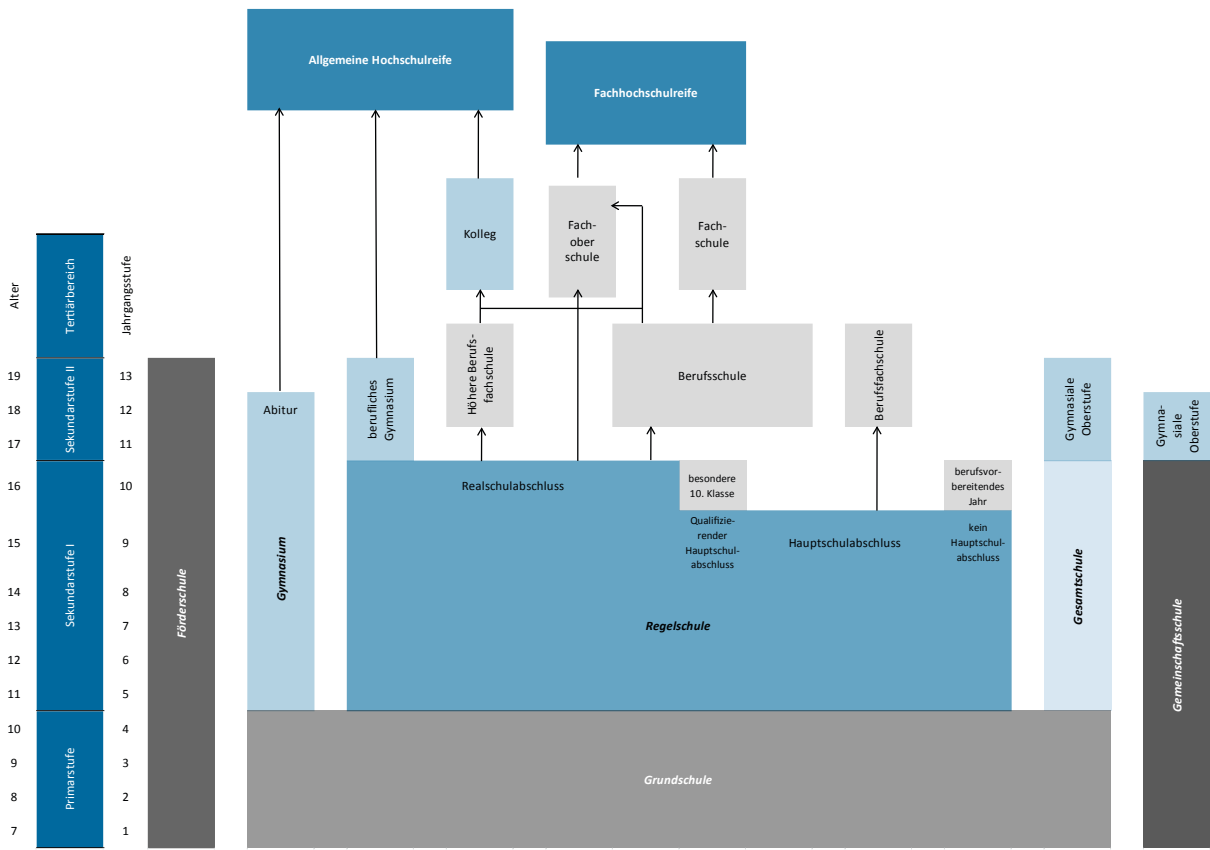 Allgemeine Hochschulreife
Fachhochschulreife
Kolleg
Fach-
ober
schule
Fach-
schule
Alter
Tertiärbereich
Jahrgangsstufe
Höhere Berufs-
fachschule
Berufsschule
Berufsfachschule
19
Sekundarstufe II
13
berufliches
Gymnasium
Gymnasiale
Oberstufe
18
12
Abitur
Gymna-
siale
Oberstufe
17
11
16
Sekundarstufe I
10
Realschulabschluss
besondere
10. Klasse
berufsvor-
bereitendes
Jahr
15
9
Qualifizie-
render
Hauptschul-
abschluss
Hauptschulabschluss
kein
Hauptschul-
abschluss
14
8
Förderschule
Gymnasium
Gesamtschule
Gemeinschaftsschule
13
7
Regelschule
12
6
11
5
10
Primarstufe
4
9
3
Grundschule
8
2
7
1